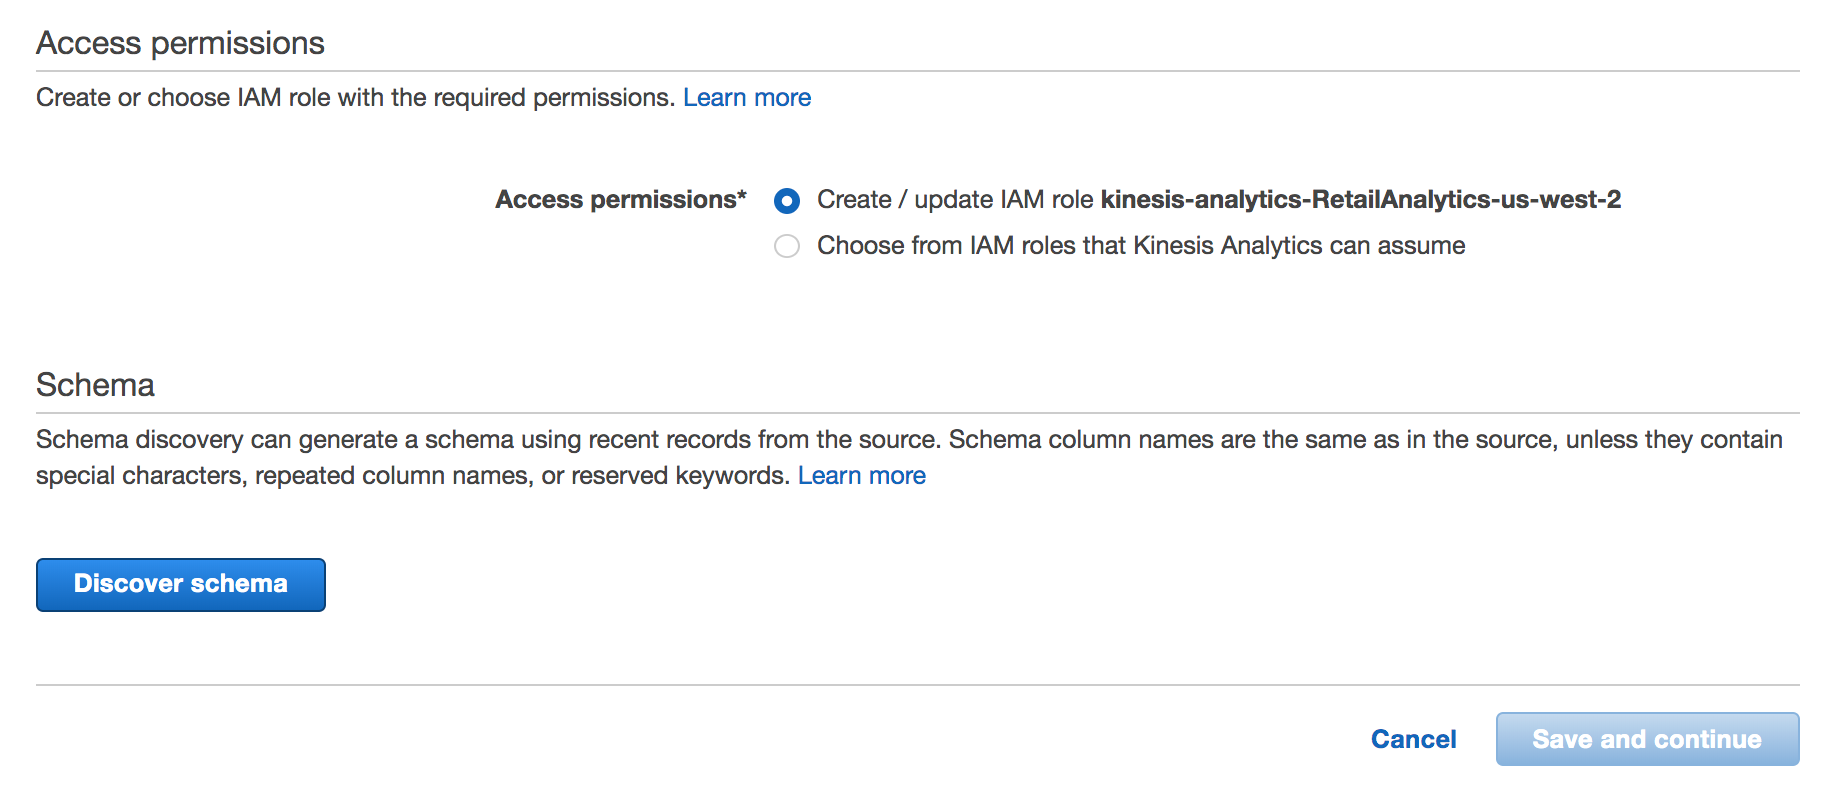 Access permissions
Create or choose IAM role with the required permissions. Learn more
Access permissions* Create / update IAM role kinesis-analytics-RetailAnalytics-us-west-2
Choose from IAM roles that Kinesis Analytics can assume
Schema
Schema discovery can generate a schema using recent records from the source. Schema column names are the same as in the source, unless they contain
special characters, repeated column names, or reserved keywords. Learn more
Discover schema
Cancel Save and continue